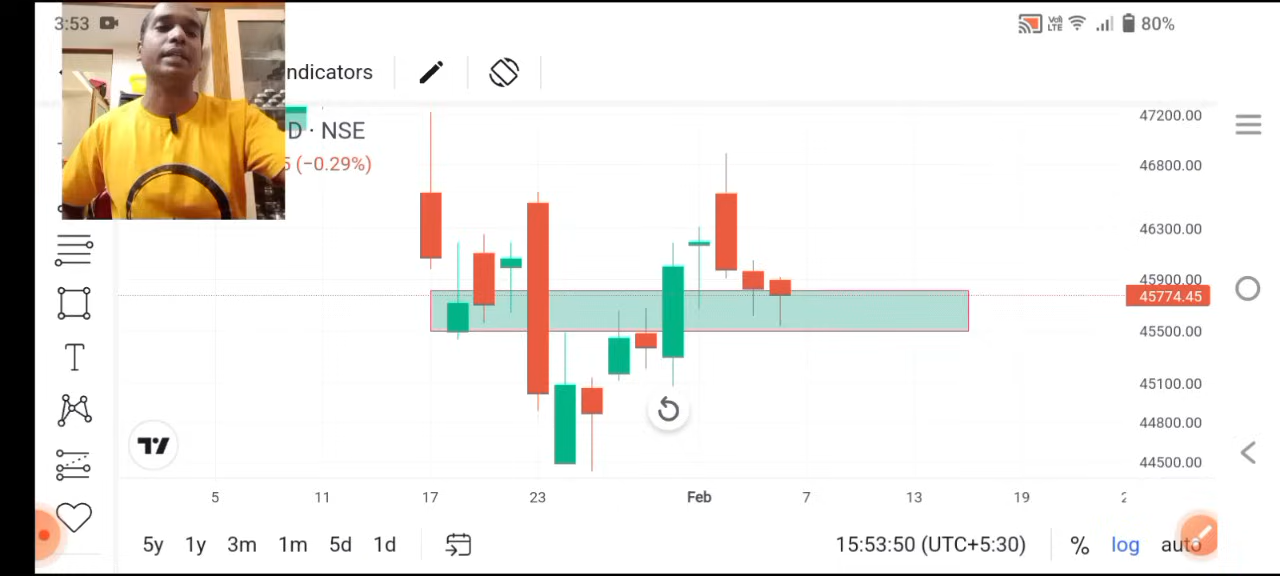 3:53 VoI) LTE 80%
ndicators
D · NSE
5 (−0.29%)
47200.00
46800.00
46300.00
45900.00
45774.45
45500.00
45100.00
44800.00
44500.00
5 11 17 23 Feb 7 13 19 2
5y 1y 3m 1m 5d 1d 15:53:50 (UTC+5:30) % log auto